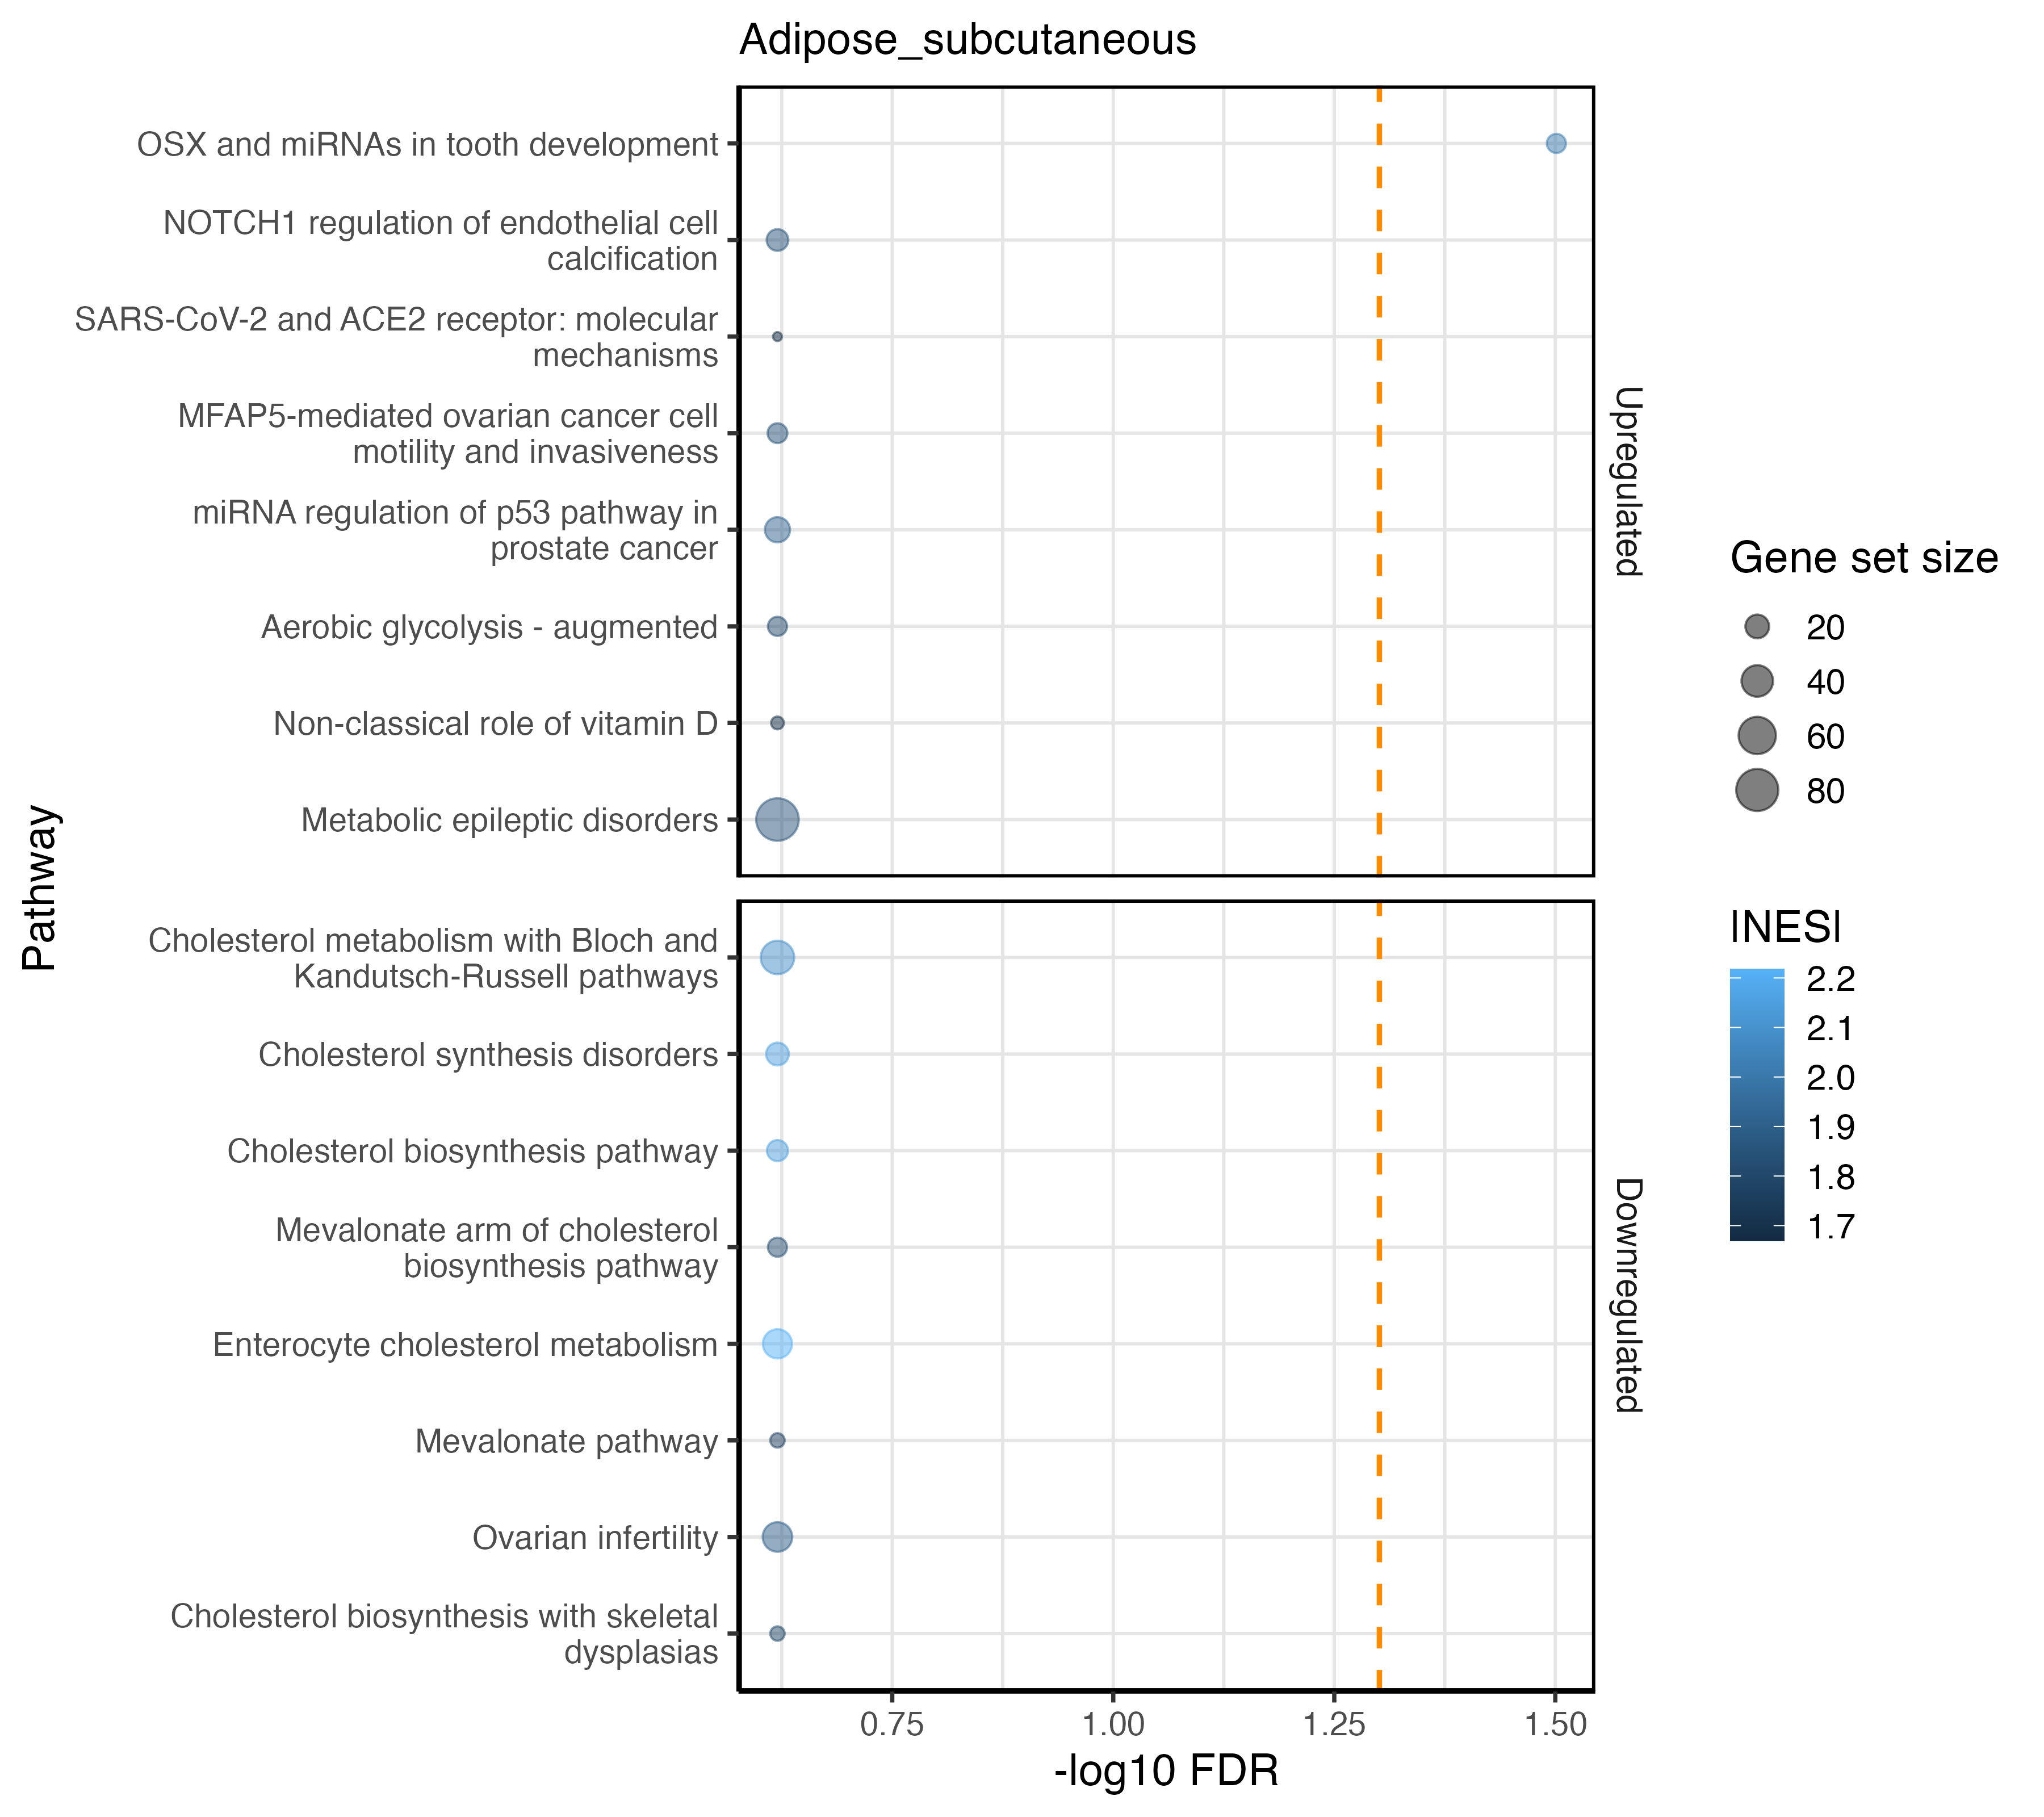 Adipose_subcutaneous
OSX and miRNAs in tooth development
NOTCH1 regulation of endothelial cell
calcification
SARS-CoV-2 and ACE2 receptor: molecular
mechanisms
MFAP5-mediated ovarian cancer cell
motility and invasiveness
miRNA regulation of p53 pathway in
prostate cancer
Aerobic glycolysis - augmented
Non-classical role of vitamin D
Metabolic epileptic disorders
Upregulated
Cholesterol metabolism with Bloch and
Kandutsch-Russell pathways
Cholesterol synthesis disorders
Cholesterol biosynthesis pathway
Mevalonate arm of cholesterol
biosynthesis pathway
Enterocyte cholesterol metabolism
Mevalonate pathway
Ovarian infertility
Cholesterol biosynthesis with skeletal
dysplasias
Downregulated
Pathway
0.75
1.00
1.25
1.50
-log10 FDR
Gene set size
20
40
60
80
|NES|
2.2
2.1
2.0
1.9
1.8
1.7